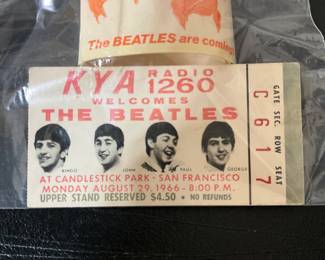 The BEATLES are coming
KYA RADIO 1260
WELCOMES
THE BEATLES
RINGO JOHN PAUL GEORGE
AT CANDLESTICK PARK - SAN FRANCISCO
MONDAY AUGUST 29, 1966 - 8:00 P.M.
UPPER STAND RESERVED $4.50 • NO REFUNDS
GATE SEC. ROW SEAT
C 6 1 7